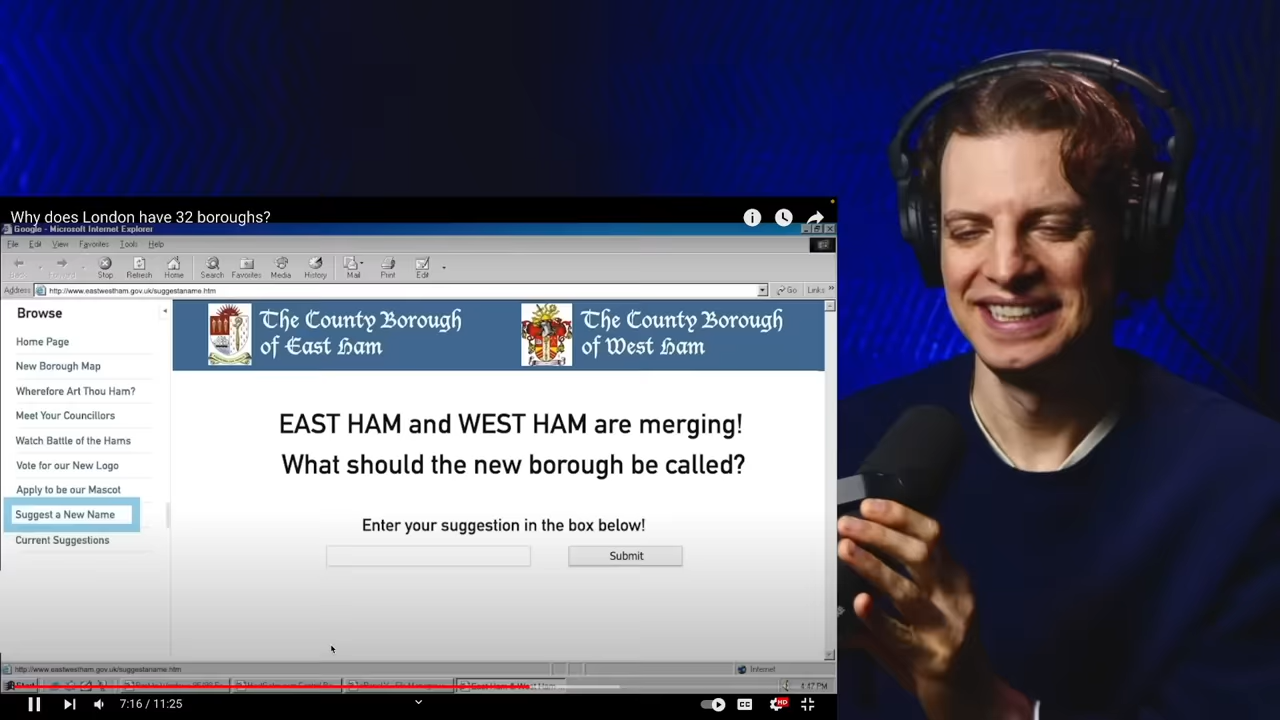 Why does London have 32 boroughs?
Google - Microsoft Internet Explorer
File Edit View Favorites Tools Help
Stop Refresh Home Search Favorites Media History Mail Print Edit
Address http://www.eastwestham.gov.uk/suggestaname.htm Go Links »
Browse
Home Page
New Borough Map
Wherefore Art Thou Ham?
Meet Your Councillors
Watch Battle of the Hams
Vote for our New Logo
Apply to be our Mascot
Suggest a New Name
Current Suggestions
The County Borough
of East Ham
The County Borough
of West Ham
EAST HAM and WEST HAM are merging!
What should the new borough be called?
Enter your suggestion in the box below!
Submit
http://www.eastwestham.gov.uk/suggestaname.htm Internet
4:47 PM
7:16 / 11:25 CC HD